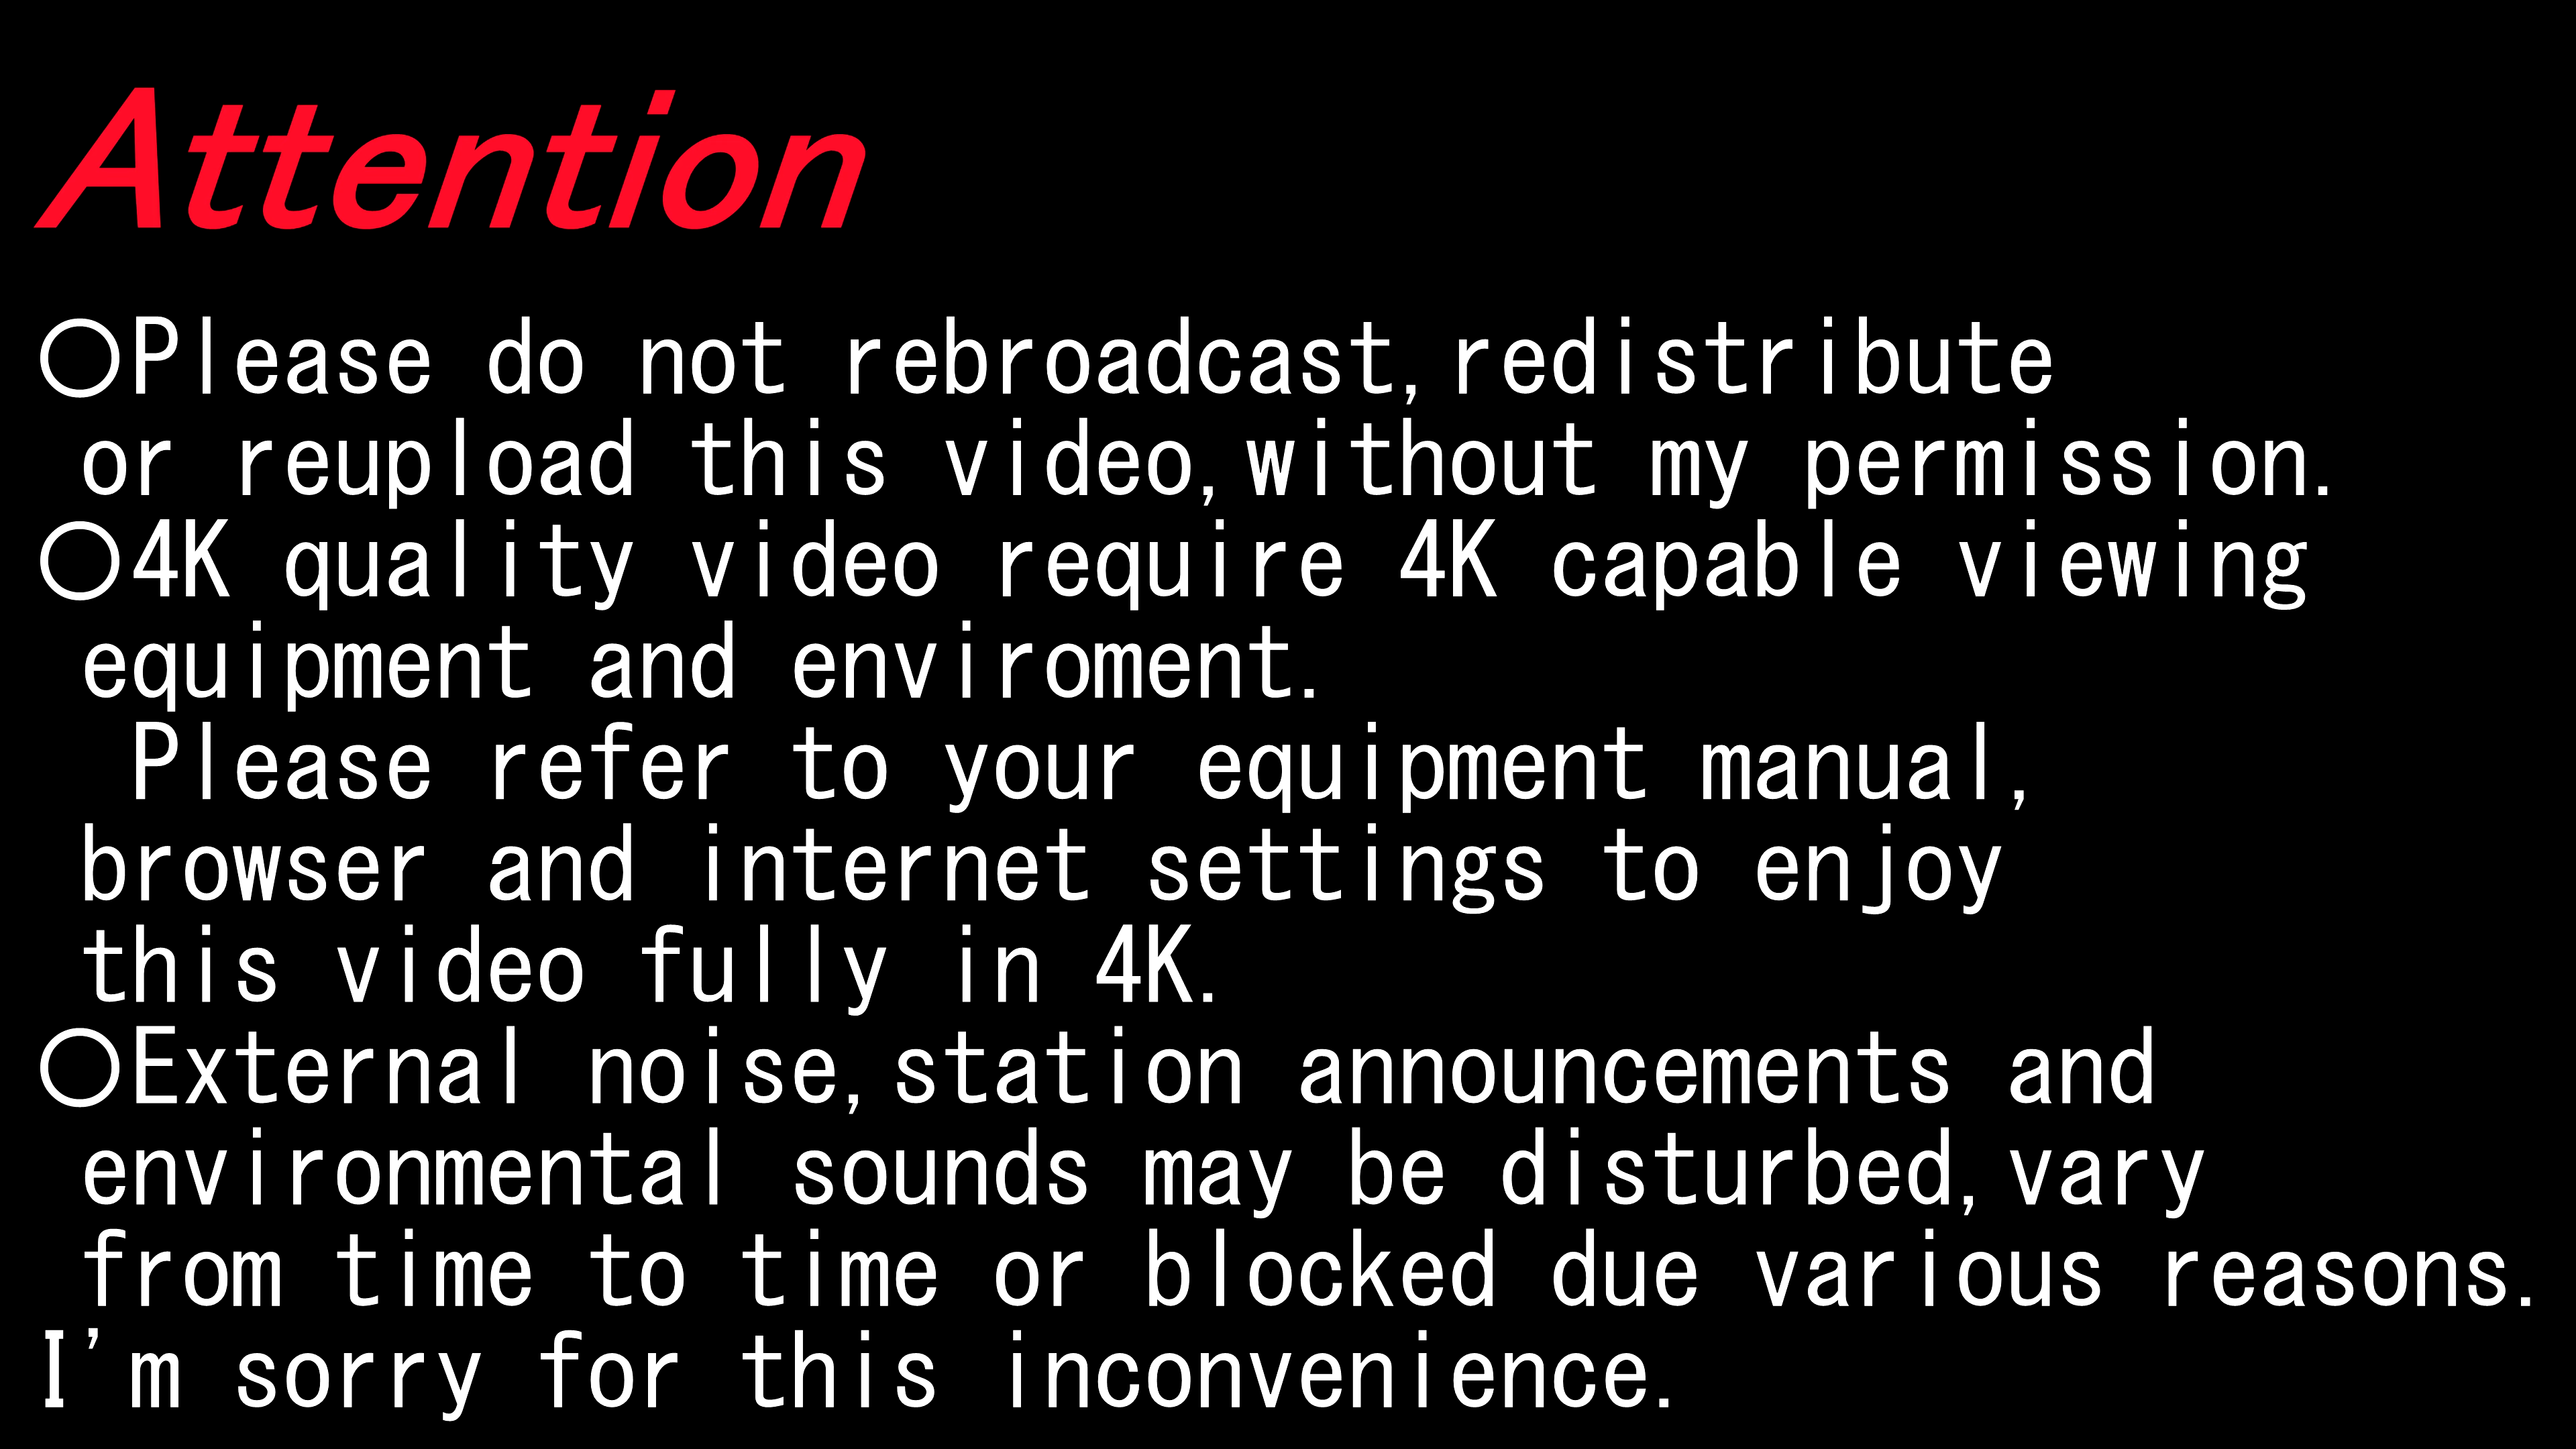 Attention
○Please do not rebroadcast,redistribute
or reupload this video,without my permission.
○4K quality video require 4K capable viewing
equipment and enviroment.
Please refer to your equipment manual,
browser and internet settings to enjoy
this video fully in 4K.
○External noise,station announcements and
environmental sounds may be disturbed,vary
from time to time or blocked due various reasons.
I'm sorry for this inconvenience.